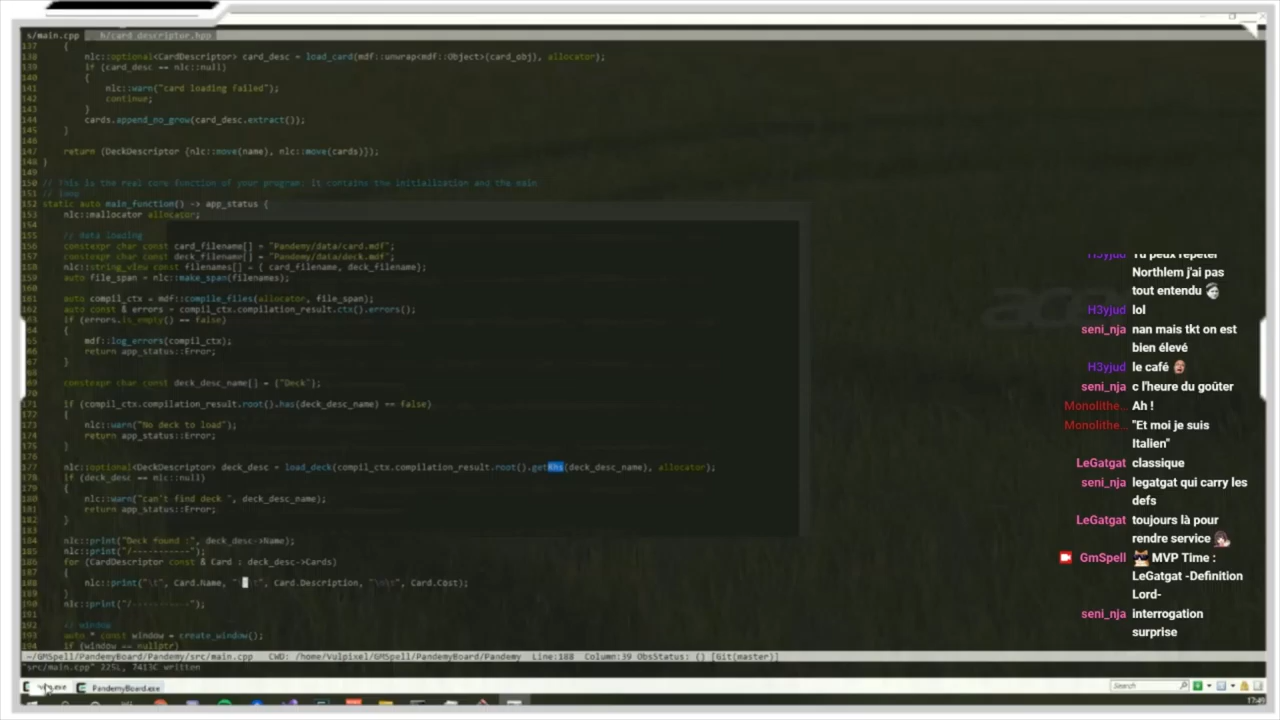 s/main.cpp h/card_descriptor.hpp
137 {
138 nlc::optional<CardDescriptor> card_desc = load_card(mdf::unwrap<mdf::Object>(card_obj), allocator);
139 if (card_desc == nlc::null)
140 {
141 nlc::warn("card loading failed");
142 continue;
143 }
144 cards.append_no_grow(card_desc.extract());
145 }
146
147 return {DeckDescriptor {nlc::move(name), nlc::move(cards)}};
148 }
149
150 // This is the real core function of your program: it contains the initialization and the main
151 // loop
152 static auto main_function() -> app_status {
153 nlc::mallocator allocator;
154
155 // data loading
156 constexpr char const card_filename[] = "Pandemy/data/card.mdf";
157 constexpr char const deck_filename[] = "Pandemy/data/deck.mdf";
158 nlc::string_view const filenames[] = { card_filename, deck_filename};
159 auto file_span = nlc::make_span(filenames);
161 auto compil_ctx = mdf::compile_files(allocator, file_span);
162 auto const & errors = compil_ctx.compilation_result.ctx().errors();
163 if (errors.is_empty() == false)
164 {
165 mdf::log_errors(compil_ctx);
166 return app_status::Error;
167 }
169 constexpr char const deck_desc_name[] = {"Deck"};
171 if (compil_ctx.compilation_result.root().has(deck_desc_name) == false)
172 {
173 nlc::warn("No deck to load");
174 return app_status::Error;
175 }
177 nlc::optional<DeckDescriptor> deck_desc = load_deck(compil_ctx.compilation_result.root().get (deck_desc_name), allocator);
178 if (deck_desc == nlc::null)
179 {
180 nlc::warn("can't find deck ", deck_desc_name);
181 return app_status::Error;
182 }
183
184 nlc::print("Deck found :", deck_desc->Name);
185 nlc::print("/-----------");
186 for (CardDescriptor const & Card : deck_desc->Cards)
187 {
188 nlc::print("\t", Card.Name, Card.Description, Card.Cost);
189 }
190 nlc::print("/-----------");
191
192 // window
193 auto * const window = create_window();
194 if (window == nullptr)
~/GMSpell/PandemyBoard/Pandemy/src/main.cpp CWD: /home/Vulpixel/GMSpell/PandemyBoard/Pandemy Line:188 Column:39 ObsStatus: () [Git(master)]
"src/main.cpp" 225L, 7413C written
PandemyBoard.exe
Search
17:49
acer
H3yjud Tu peux répéter
Northlem j'ai pas
tout entendu
H3yjud lol
seni_nja nan mais tkt on est
bien élevé
H3yjud le café
seni_nja c l'heure du goûter
Monolithe... Ah !
Monolithe... "Et moi je suis
Italien"
LeGatgat classique
seni_nja legatgat qui carry les
defs
LeGatgat toujours là pour
rendre service
GmSpell MVP Time :
LeGatgat -Definition
Lord-
seni_nja interrogation
surprise